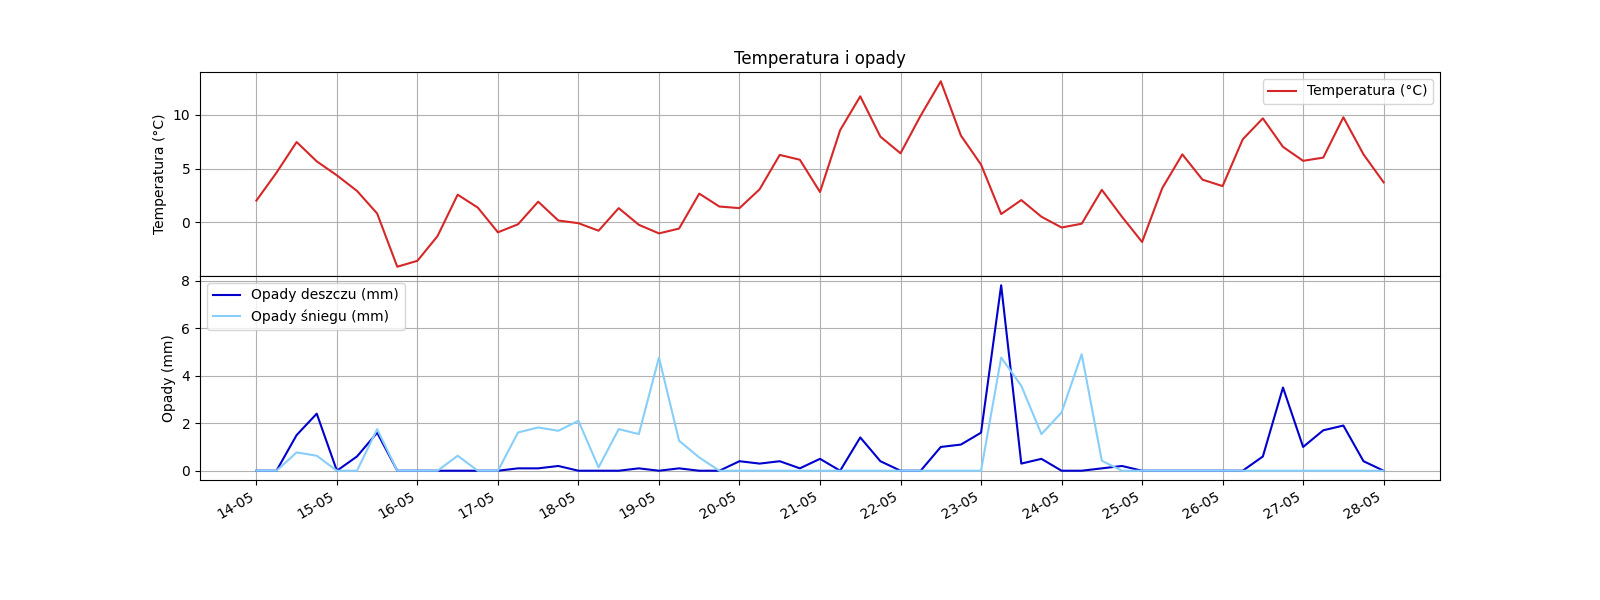 Temperatura i opady
Temperatura (°C)
Temperatura (°C)
10
5
0
Opady deszczu (mm)
Opady śniegu (mm)
Opady (mm)
8
6
4
2
0
14-05 15-05 16-05 17-05 18-05 19-05 20-05 21-05 22-05 23-05 24-05 25-05 26-05 27-05 28-05